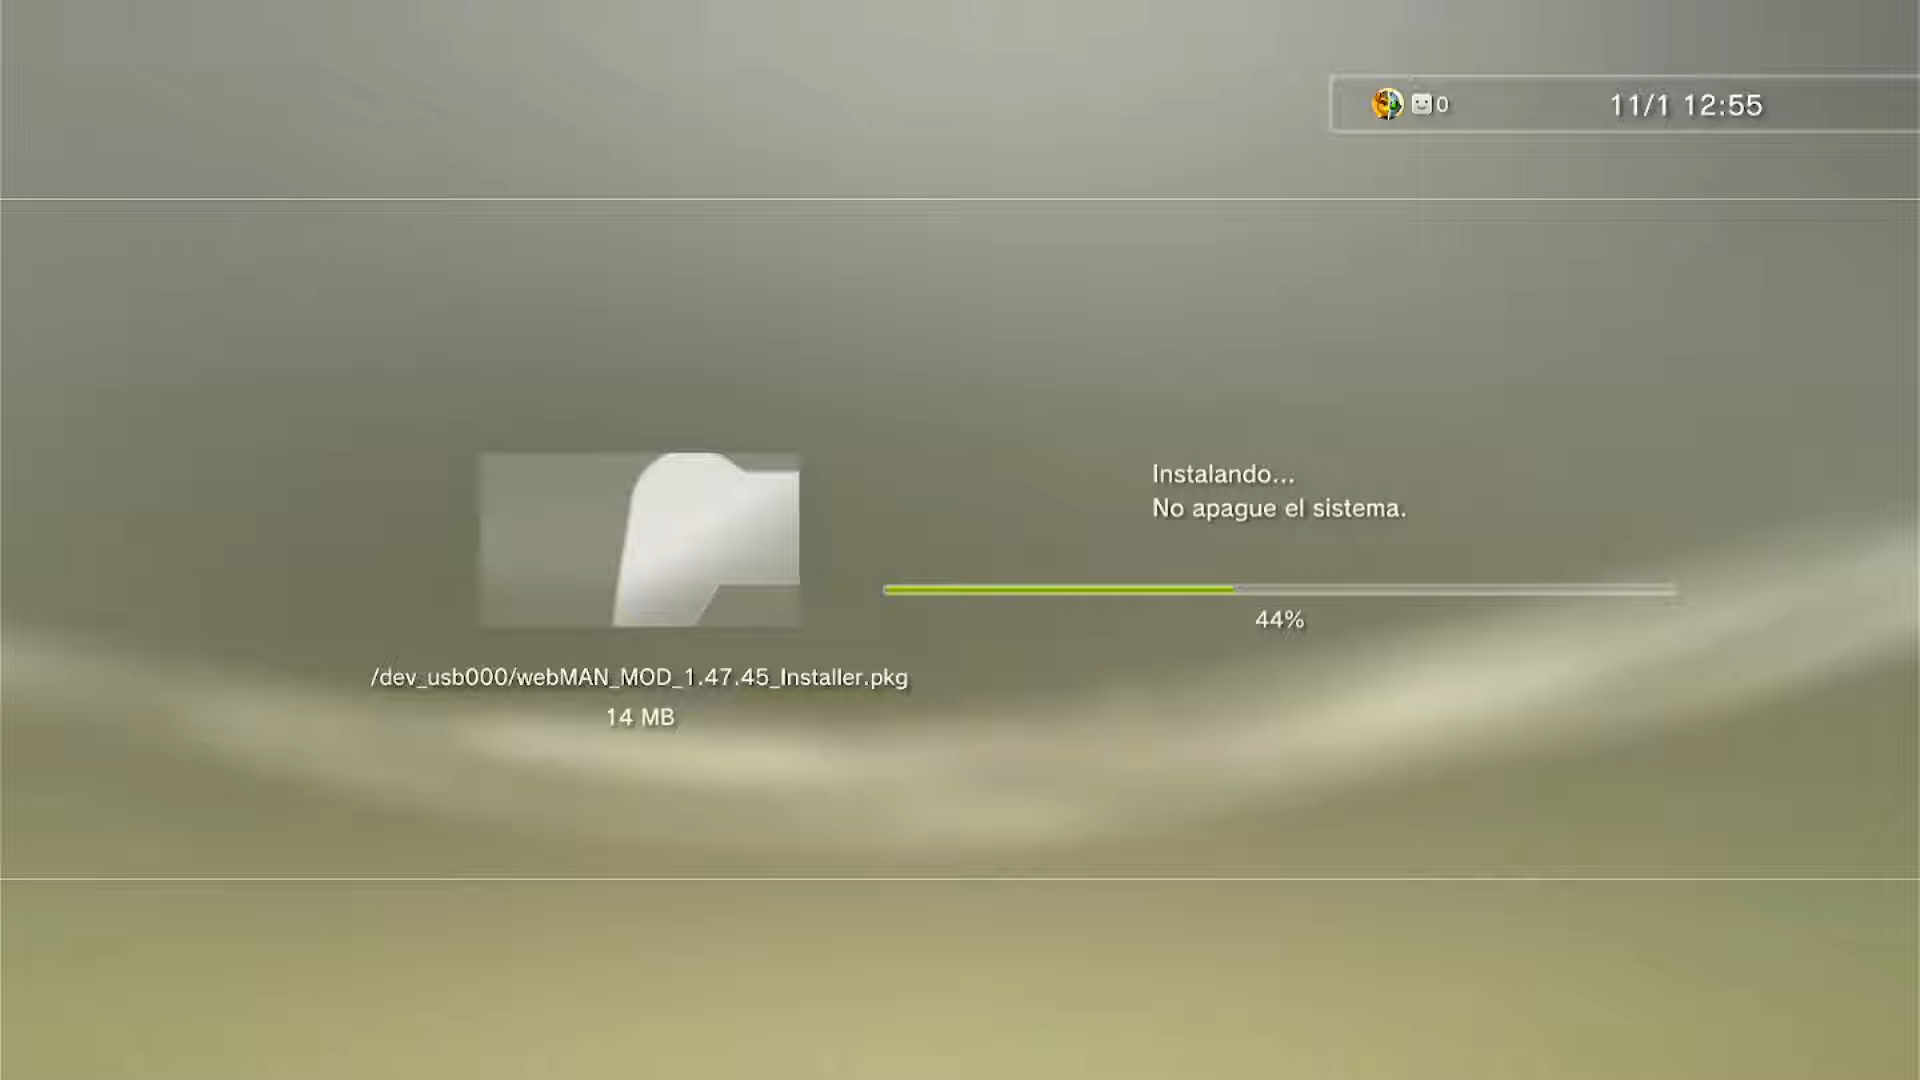 0
11/1 12:55
Instalando...
No apague el sistema.
44%
/dev_usb000/webMAN_MOD_1.47.45_Installer.pkg
14 MB